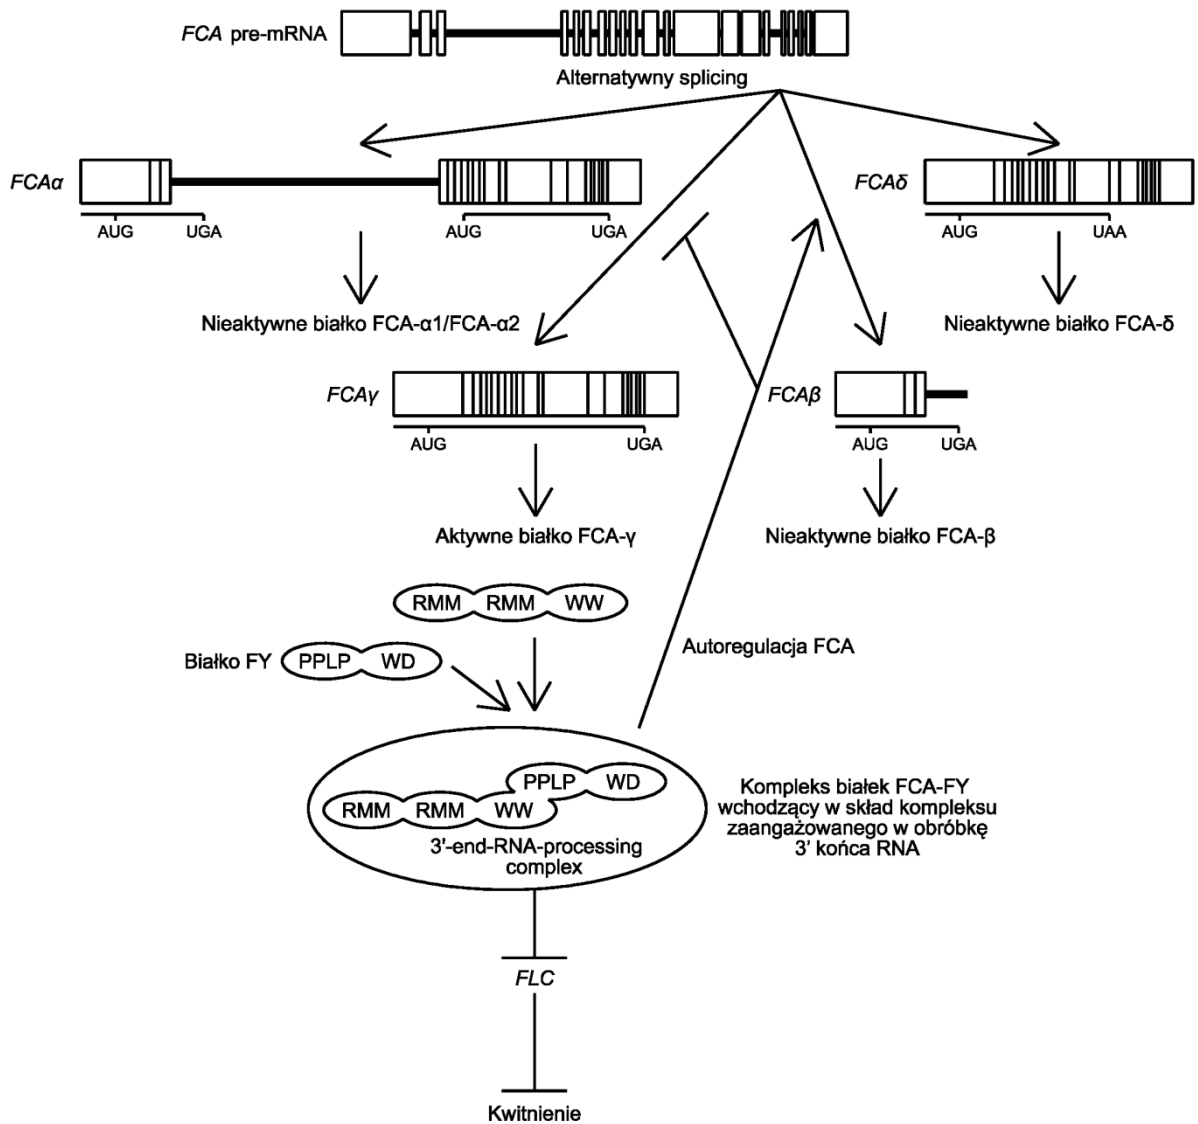 FCA pre-mRNA
Alternatywny splicing
FCAα
AUG UGA AUG UGA
FCAδ
AUG UAA
Nieaktywne białko FCA-α1/FCA-α2
Nieaktywne białko FCA-δ
FCAγ
AUG UGA
FCAβ
AUG UGA
Aktywne białko FCA-γ
Nieaktywne białko FCA-β
RMM RMM WW
Białko FY PPLP WD
Autoregulacja FCA
PPLP WD
RMM RMM WW
3'-end-RNA-processing
complex
Kompleks białek FCA-FY
wchodzący w skład kompleksu
zaangażowanego w obróbkę
3' końca RNA
FLC
Kwitnienie